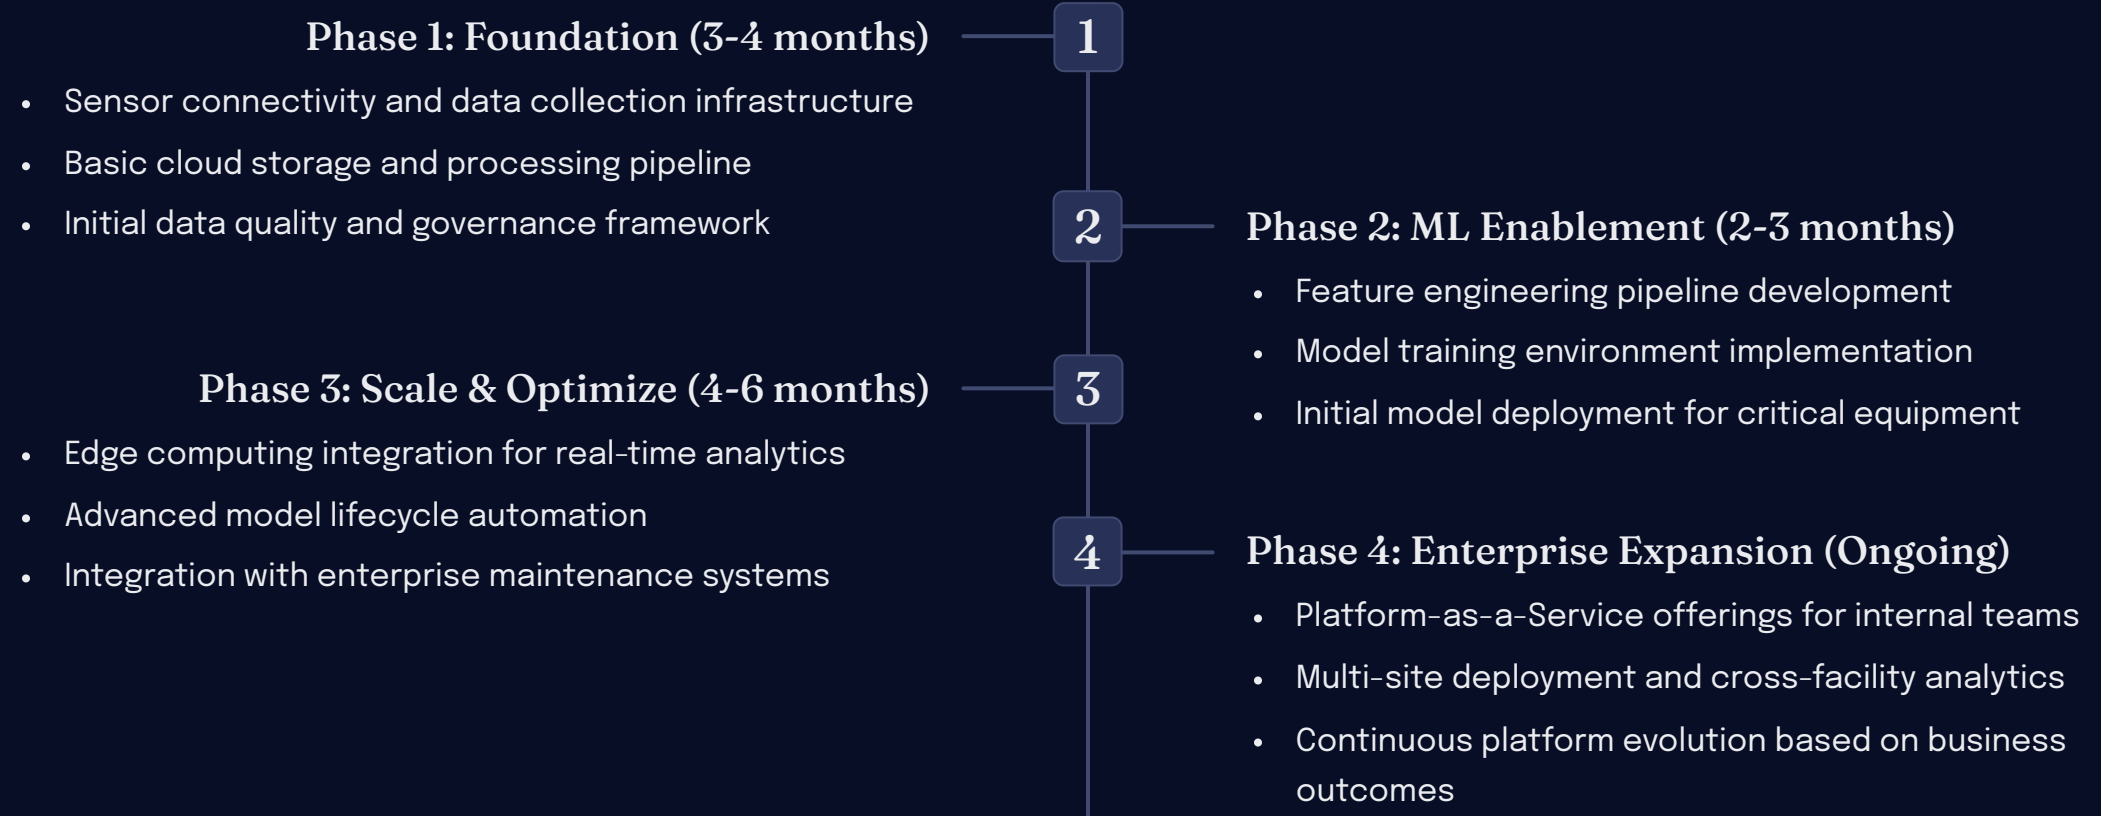 Phase 1: Foundation (3-4 months)
1
• Sensor connectivity and data collection infrastructure
• Basic cloud storage and processing pipeline
• Initial data quality and governance framework
2
Phase 2: ML Enablement (2-3 months)
• Feature engineering pipeline development
• Model training environment implementation
• Initial model deployment for critical equipment
Phase 3: Scale & Optimize (4-6 months)
3
• Edge computing integration for real-time analytics
• Advanced model lifecycle automation
• Integration with enterprise maintenance systems
4
Phase 4: Enterprise Expansion (Ongoing)
• Platform-as-a-Service offerings for internal teams
• Multi-site deployment and cross-facility analytics
• Continuous platform evolution based on business
outcomes